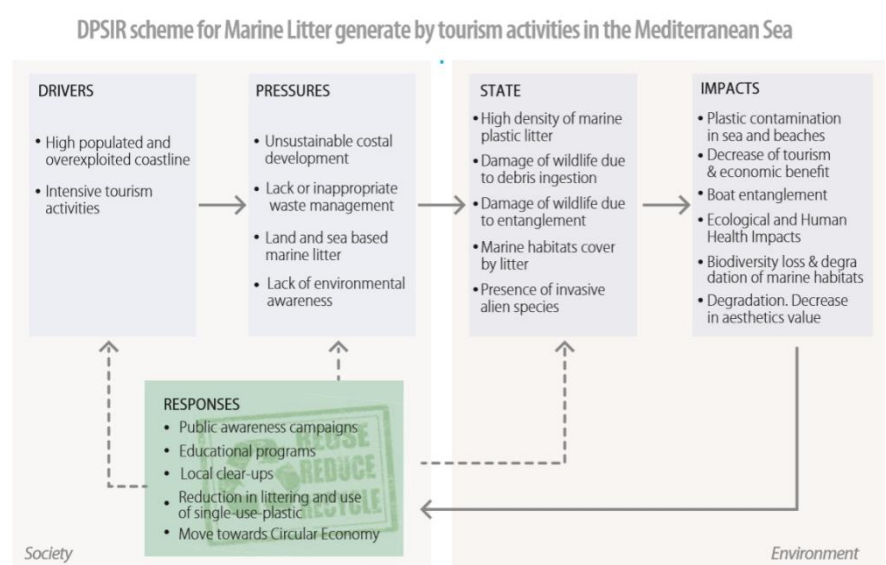 DPSIR scheme for Marine Litter generate by tourism activities in the Mediterranean Sea
DRIVERS
• High populated and
overexploited coastline
• Intensive tourism
activities
PRESSURES
• Unsustainable costal
development
• Lack or inappropriate
waste management
• Land and sea based
marine litter
• Lack of environmental
awareness
STATE
• High density of marine
plastic litter
• Damage of wildlife due
to debris ingestion
• Damage of wildlife due
to entanglement
• Marine habitats cover
by litter
• Presence of invasive
alien species
IMPACTS
• Plastic contamination
in sea and beaches
• Decrease of tourism
& economic benefit
• Boat entanglement
• Ecological and Human
Health Impacts
• Biodiversity loss & degra
dation of marine habitats
• Degradation. Decrease
in aesthetics value
RESPONSES
• Public awareness campaigns
• Educational programs
• Local clear-ups
• Reduction in littering and use
of single-use-plastic
• Move towards Circular Economy
REUSE
REDUCE
RECYCLE
Society
Environment